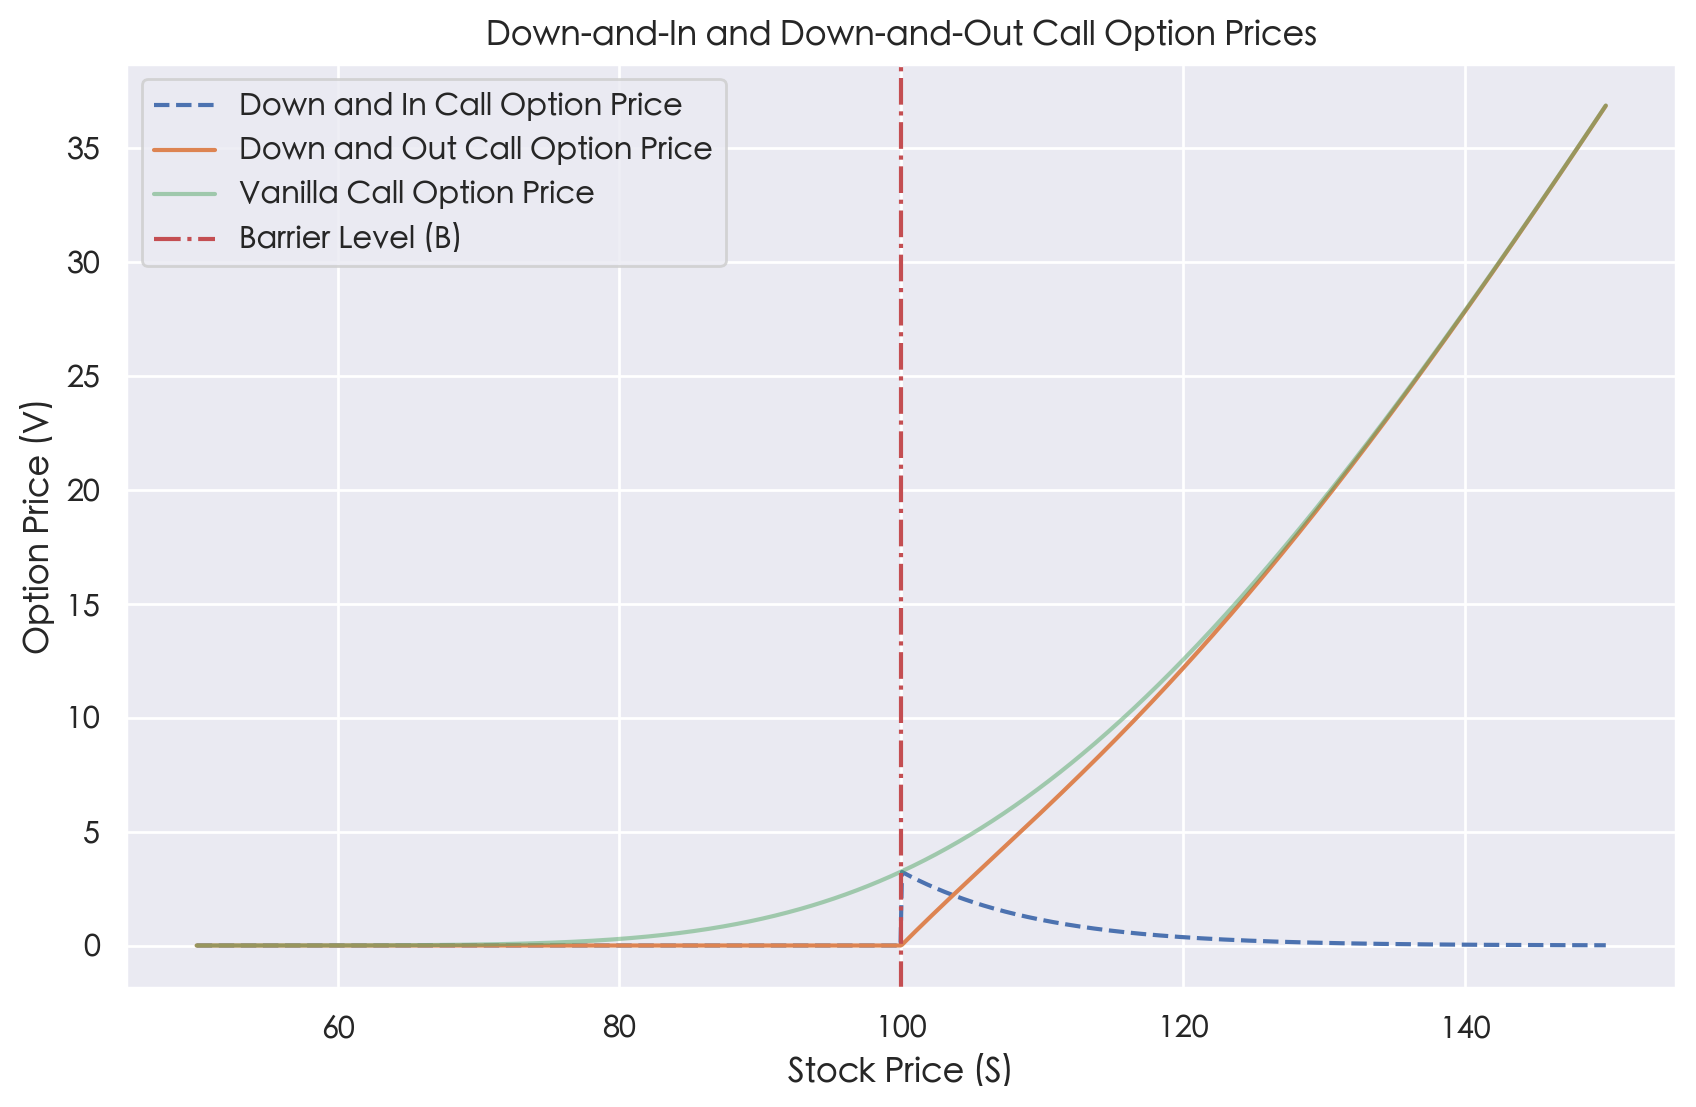 Down-and-In and Down-and-Out Call Option Prices
Down and In Call Option Price
Down and Out Call Option Price
Vanilla Call Option Price
Barrier Level (B)
Option Price (V)
35
30
25
20
15
10
5
0
60 80 100 120 140
Stock Price (S)